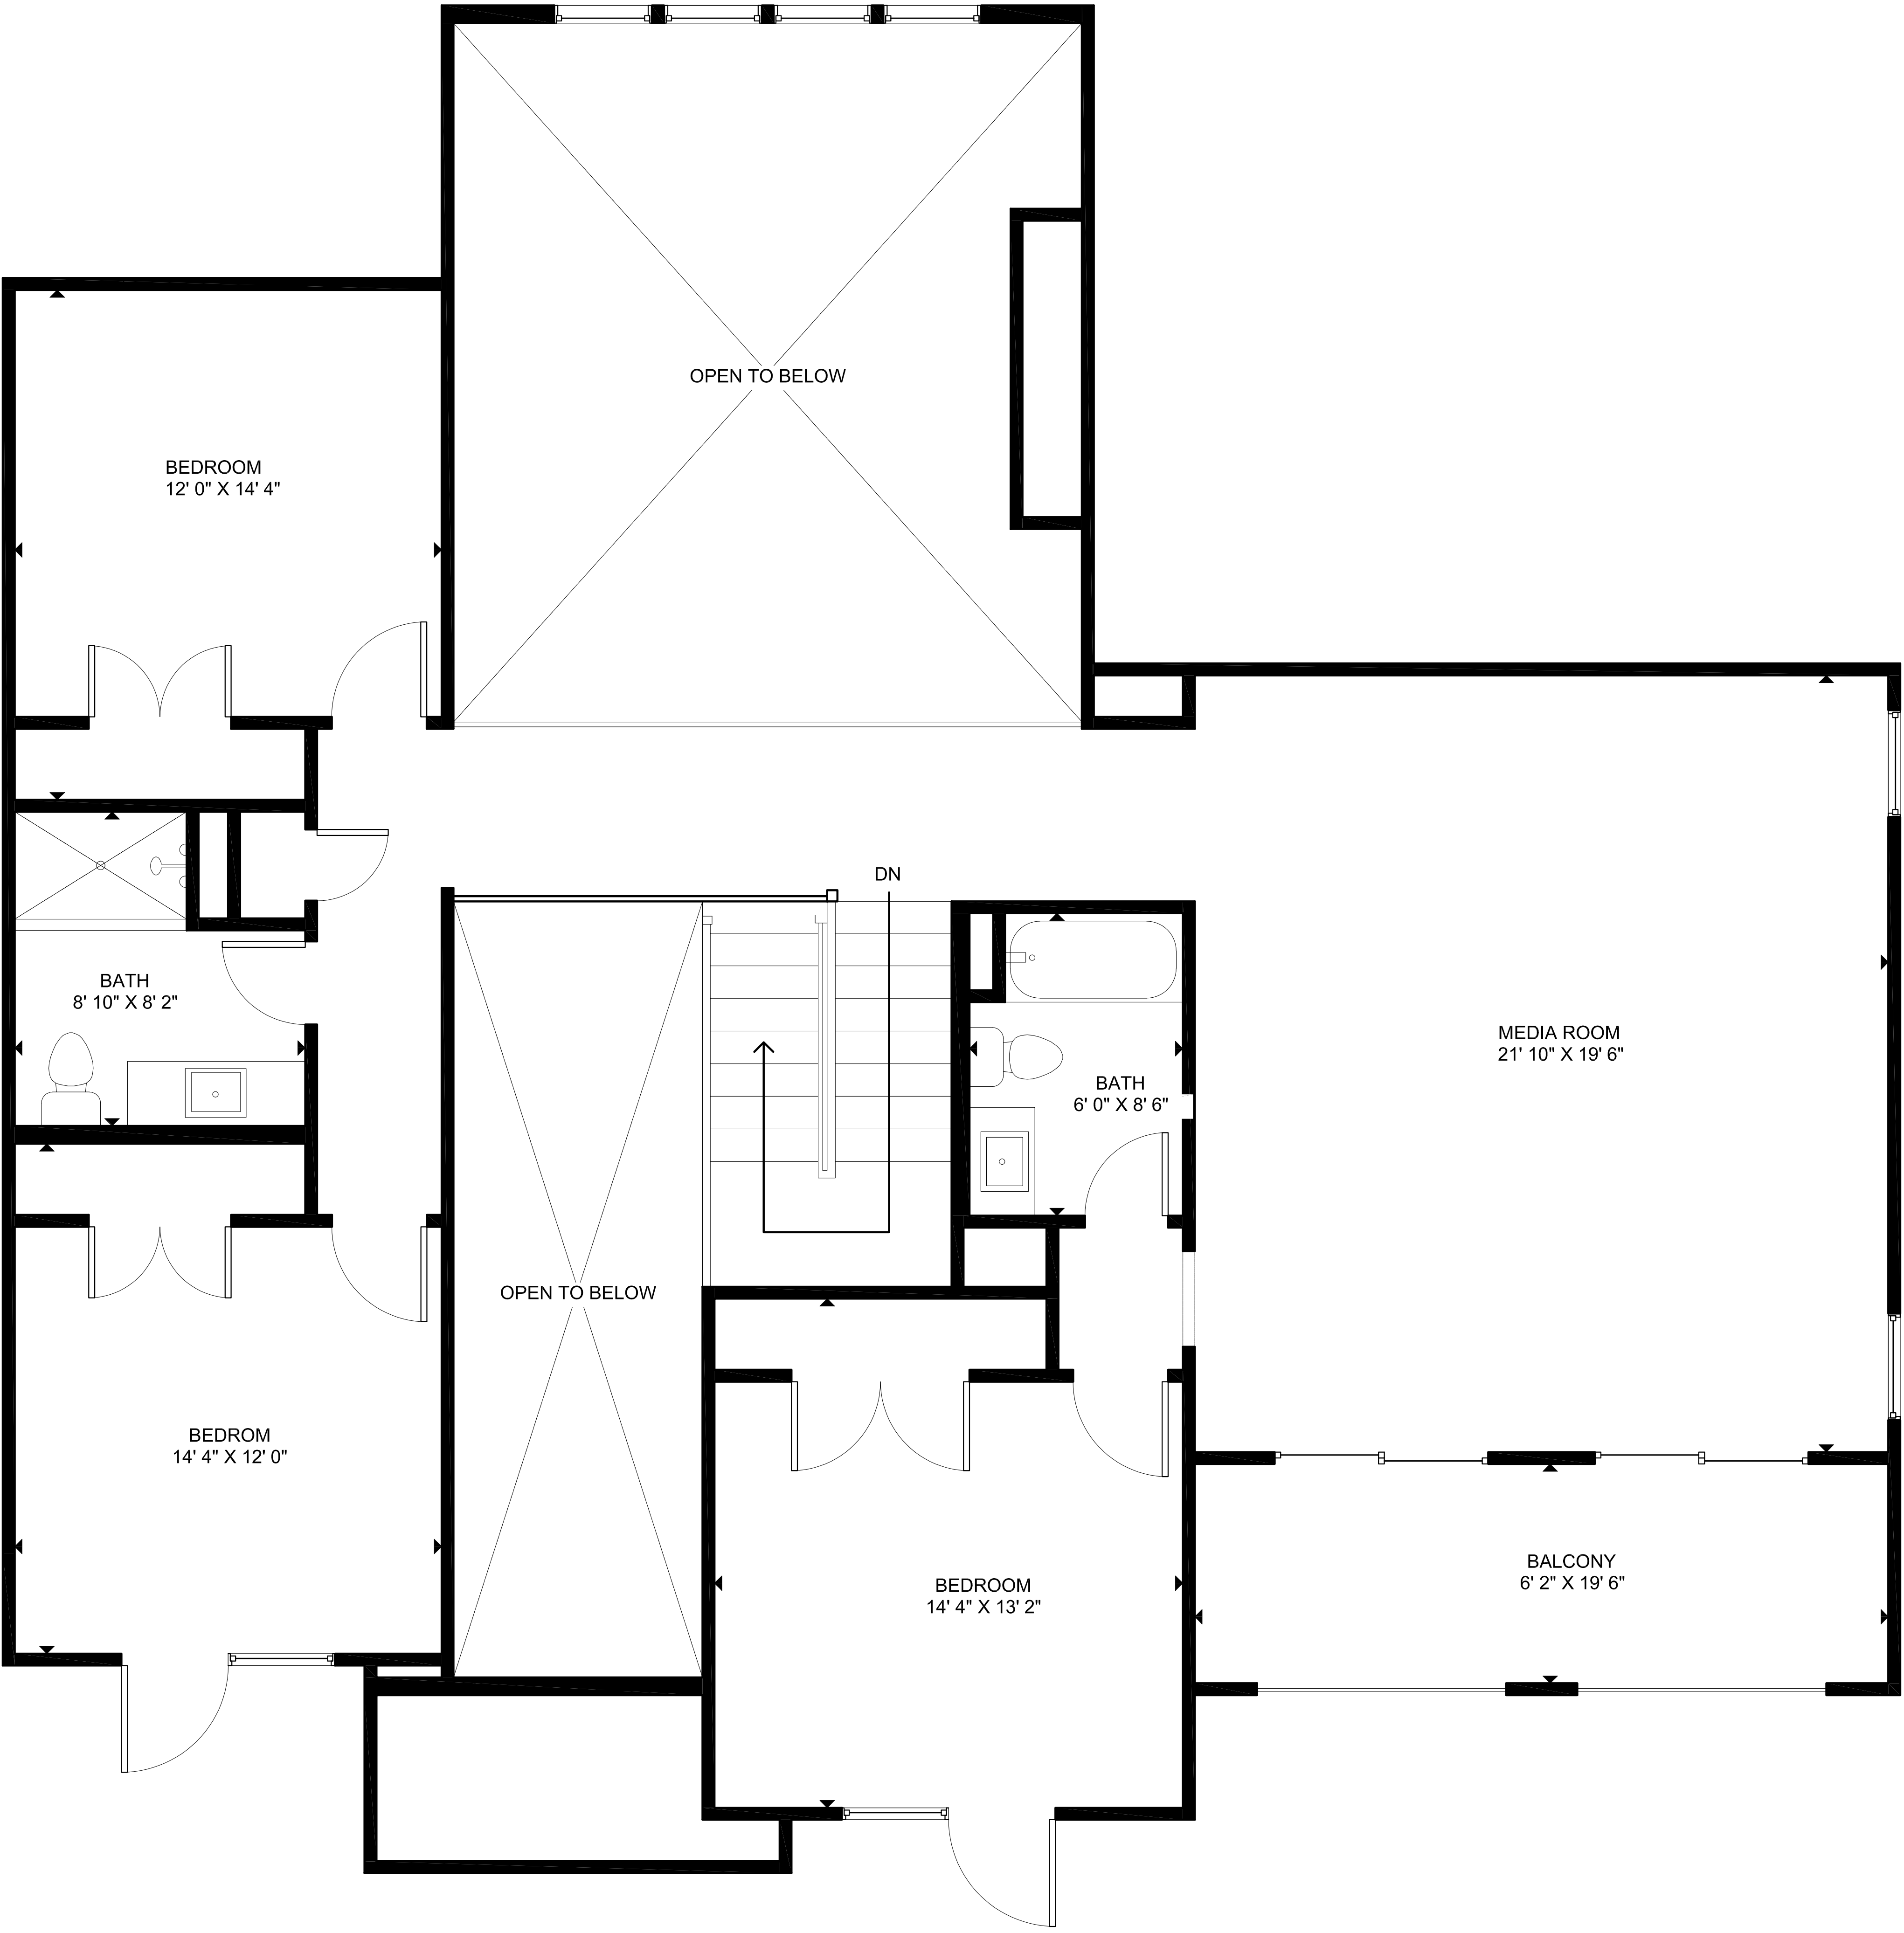 OPEN TO BELOW
BEDROOM
12' 0" X 14' 4"
DN
BATH
8' 10" X 8' 2"
MEDIA ROOM
21' 10" X 19' 6"
BATH
6' 0" X 8' 6"
OPEN TO BELOW
BEDROM
14' 4" X 12' 0"
BALCONY
6' 2" X 19' 6"
BEDROOM
14' 4" X 13' 2"